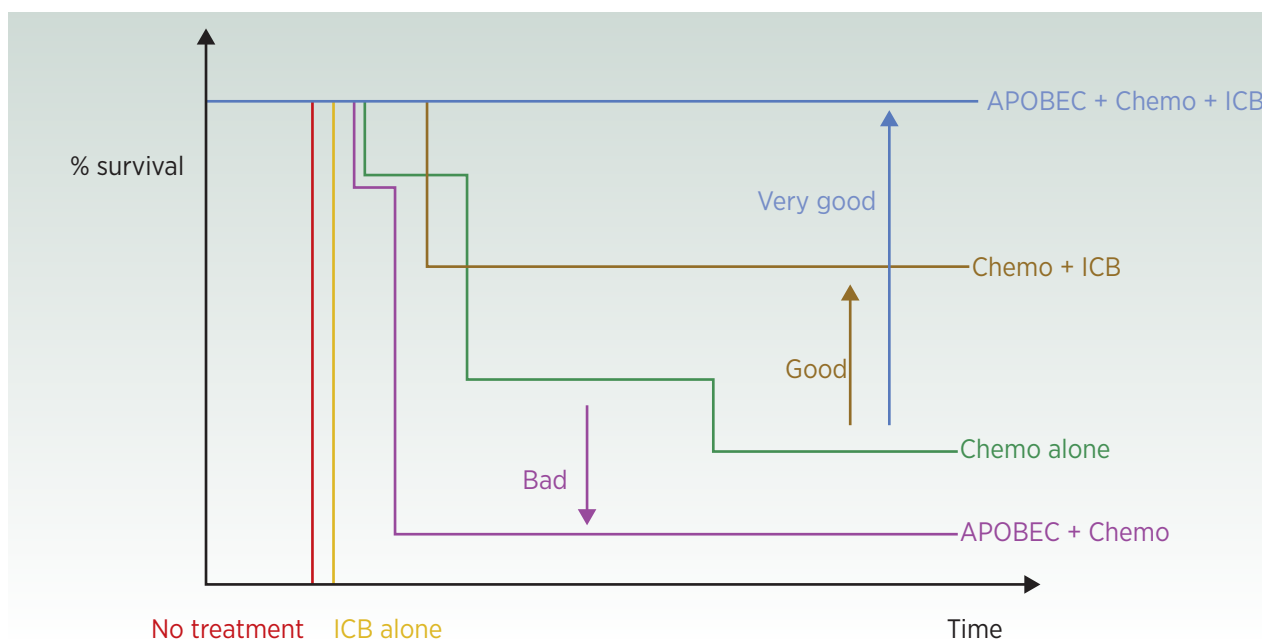 APOBEC + Chemo + ICB
% survival
Very good
Chemo + ICB
Good
Chemo alone
Bad
APOBEC + Chemo
No treatment
ICB alone
Time